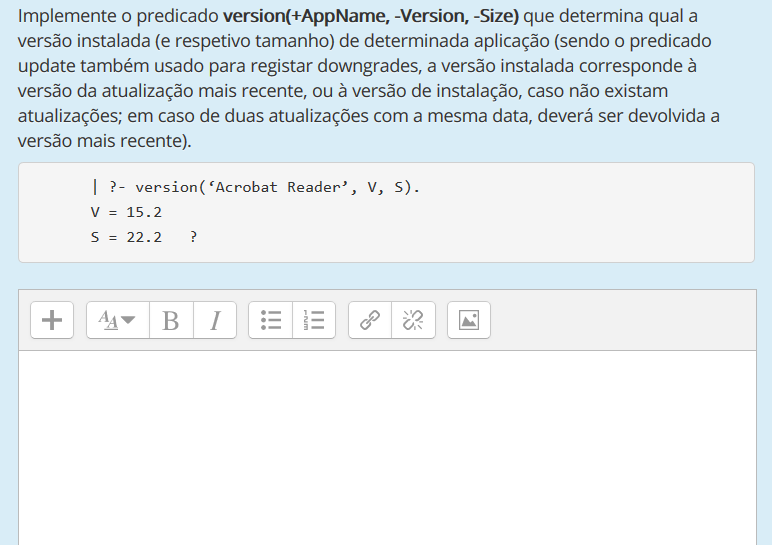 Implemente o predicado version(+AppName, -Version, -Size) que determina qual a
versão instalada (e respetivo tamanho) de determinada aplicação (sendo o predicado
update também usado para registar downgrades, a versão instalada corresponde à
versão da atualização mais recente, ou à versão de instalação, caso não existam
atualizações; em caso de duas atualizações com a mesma data, deverá ser devolvida a
versão mais recente).
| ?- version(‘Acrobat Reader’, V, S).
V = 15.2
S = 22.2 ?
AA B I